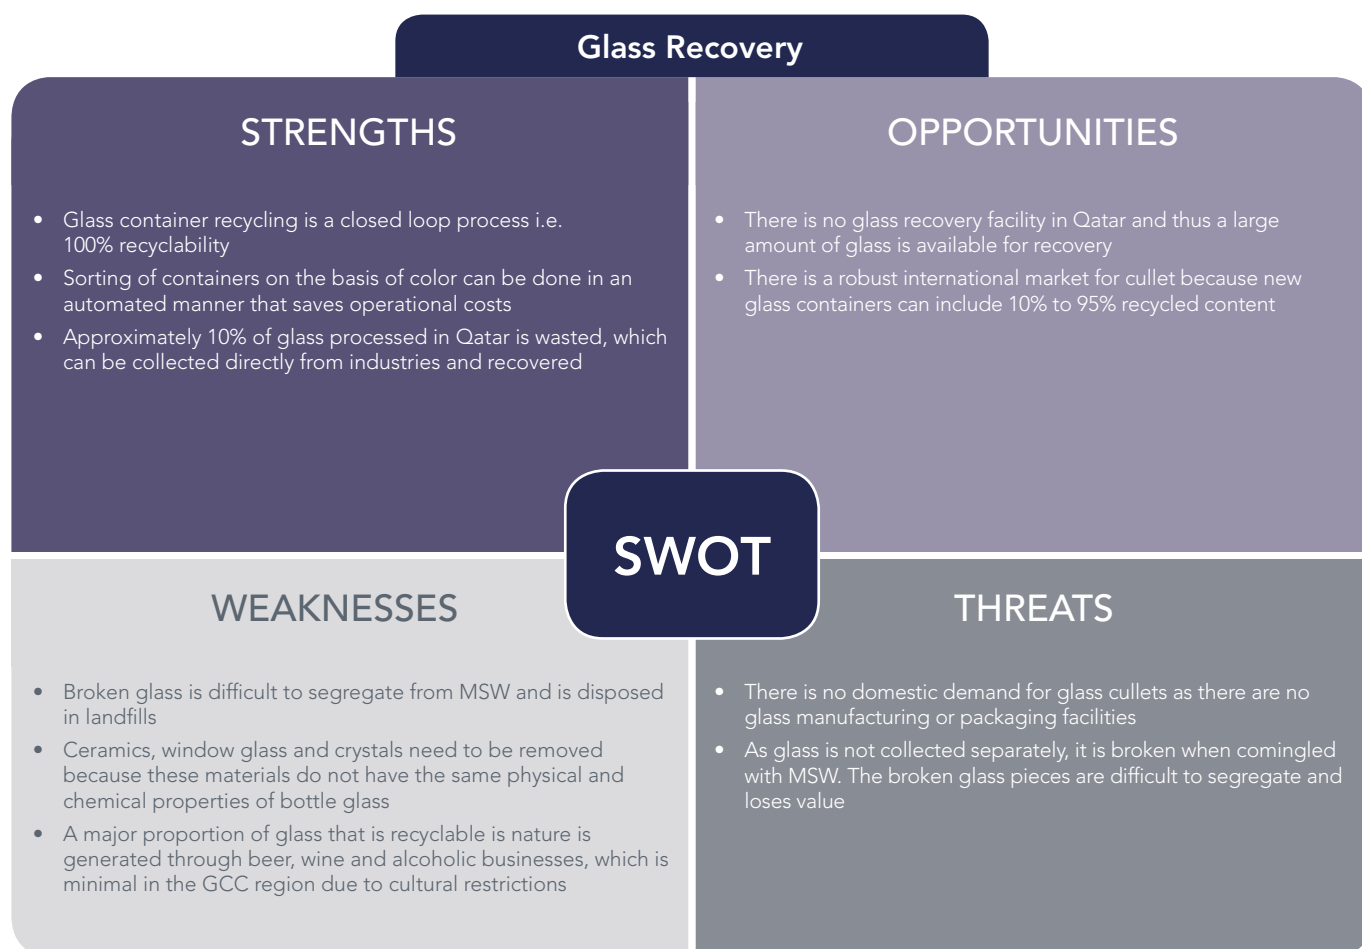 Glass Recovery
STRENGTHS
• Glass container recycling is a closed loop process i.e.
100% recyclability
• Sorting of containers on the basis of color can be done in an
automated manner that saves operational costs
• Approximately 10% of glass processed in Qatar is wasted, which
can be collected directly from industries and recovered
OPPORTUNITIES
• There is no glass recovery facility in Qatar and thus a large
amount of glass is available for recovery
• There is a robust international market for cullet because new
glass containers can include 10% to 95% recycled content
SWOT
WEAKNESSES
• Broken glass is difficult to segregate from MSW and is disposed
in landfills
• Ceramics, window glass and crystals need to be removed
because these materials do not have the same physical and
chemical properties of bottle glass
• A major proportion of glass that is recyclable is nature is
generated through beer, wine and alcoholic businesses, which is
minimal in the GCC region due to cultural restrictions
THREATS
• There is no domestic demand for glass cullets as there are no
glass manufacturing or packaging facilities
• As glass is not collected separately, it is broken when comingled
with MSW. The broken glass pieces are difficult to segregate and
loses value